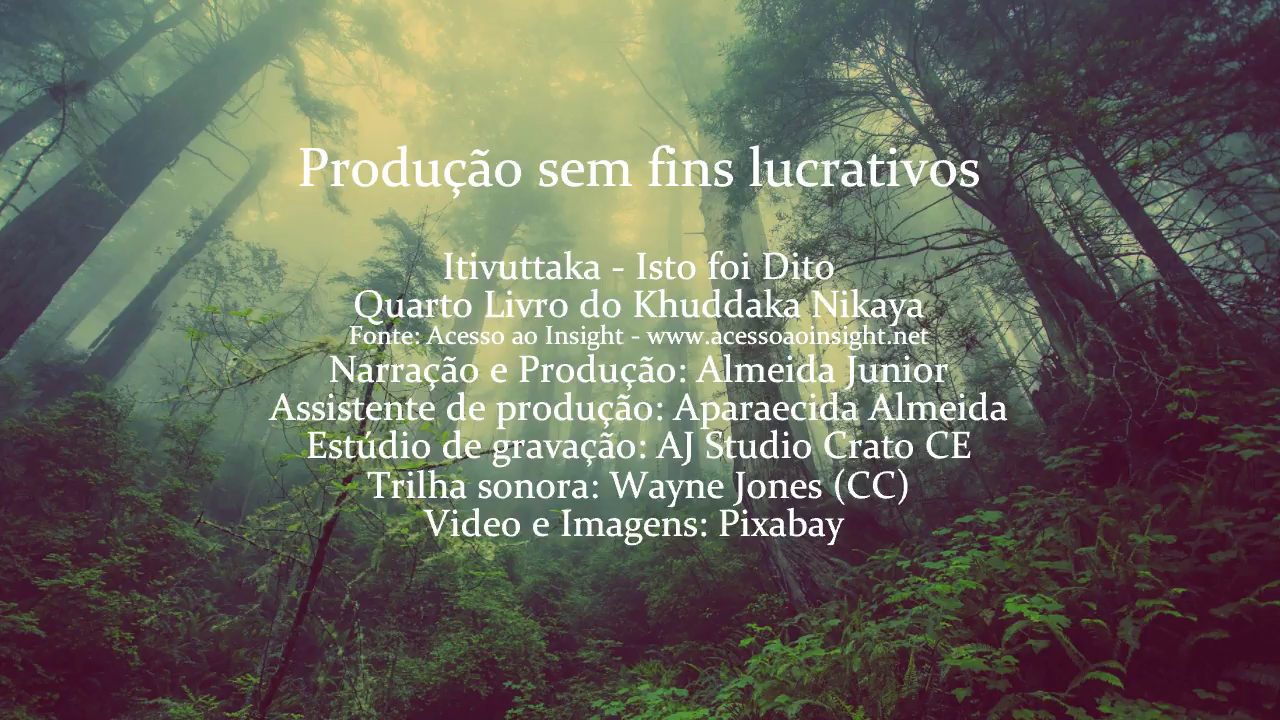 Produção sem fins lucrativos
Itivuttaka - Isto foi Dito
Quarto Livro do Khuddaka Nikaya
Fonte: Acesso ao Insight - www.acessoaoinsight.net
Narração e Produção: Almeida Junior
Assistente de produção: Aparaecida Almeida
Estúdio de gravação: AJ Studio Crato CE
Trilha sonora: Wayne Jones (CC)
Video e Imagens: Pixabay